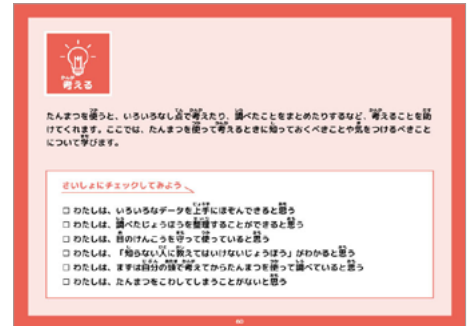 考える
たんまつを使うと、いろいろな点で考えたり、調べたことをまとめたりするなど、考えることを助
けてくれます。ここでは、たんまつを使って考えるときに知っておくべきことや気をつけるべきこと
について学びます。
さいしょにチェックしてみよう
□ わたしは、いろいろなデータを上手にほぞんできると思う
□ わたしは、調べたじょうほうを整理することができると思う
□ わたしは、目のけんこうを守って使っていると思う
□ わたしは、「知らない人に教えてはいけないじょうほう」がわかると思う
□ わたしは、まずは自分の頭で考えてからたんまつを使って調べていると思う
□ わたしは、たんまつをこわしてしまうことがないと思う